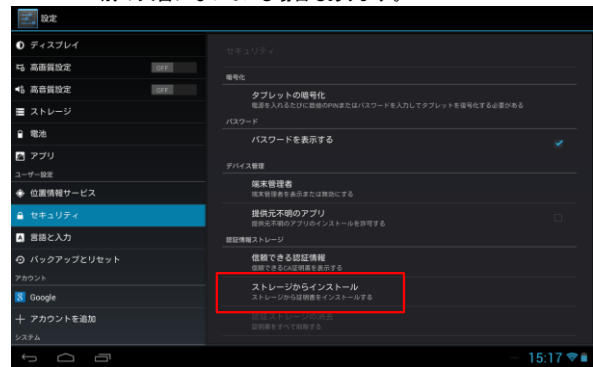 設定
ディスプレイ
高画質設定 OFF
高音質設定 OFF
ストレージ
電池
アプリ
ユーザー設定
位置情報サービス
セキュリティ
言語と入力
バックアップとリセット
アカウント
Google
アカウントを追加
システム
セキュリティ
暗号化
タブレットの暗号化
電源を入れるたびに数値のPINまたはパスワードを入力してタブレットを復号化する必要がある
パスワード
パスワードを表示する
デバイス管理
端末管理者
端末管理者を表示または無効にする
提供元不明のアプリ
提供元不明のアプリのインストールを許可する
認証情報ストレージ
信頼できる認証情報
信頼できるCA証明書を表示する
ストレージからインストール
ストレージから証明書をインストールする
認証ストレージの消去
証明書をすべて削除する
15:17